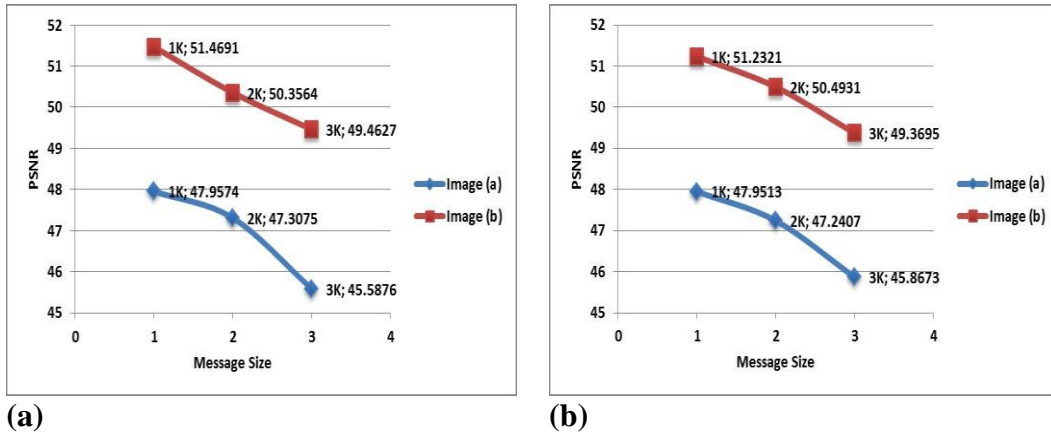 52
51
50
49
48
47
46
45
PSNR
1K; 51.4691
2K; 50.3564
3K; 49.4627
1K; 47.9574
2K; 47.3075
3K; 45.5876
0 1 2 3 4
Message Size
Image (a)
Image (b)
(a)
52
51
50
49
48
47
46
45
PSNR
1K; 51.2321
2K; 50.4931
3K; 49.3695
1K; 47.9513
2K; 47.2407
3K; 45.8673
0 1 2 3 4
Message Size
Image (a)
Image (b)
(b)